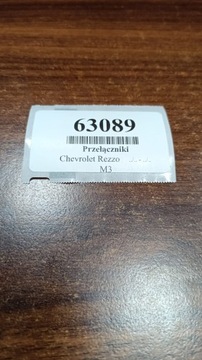 63089
Przełączniki
Chevrolet Rezzo
M3